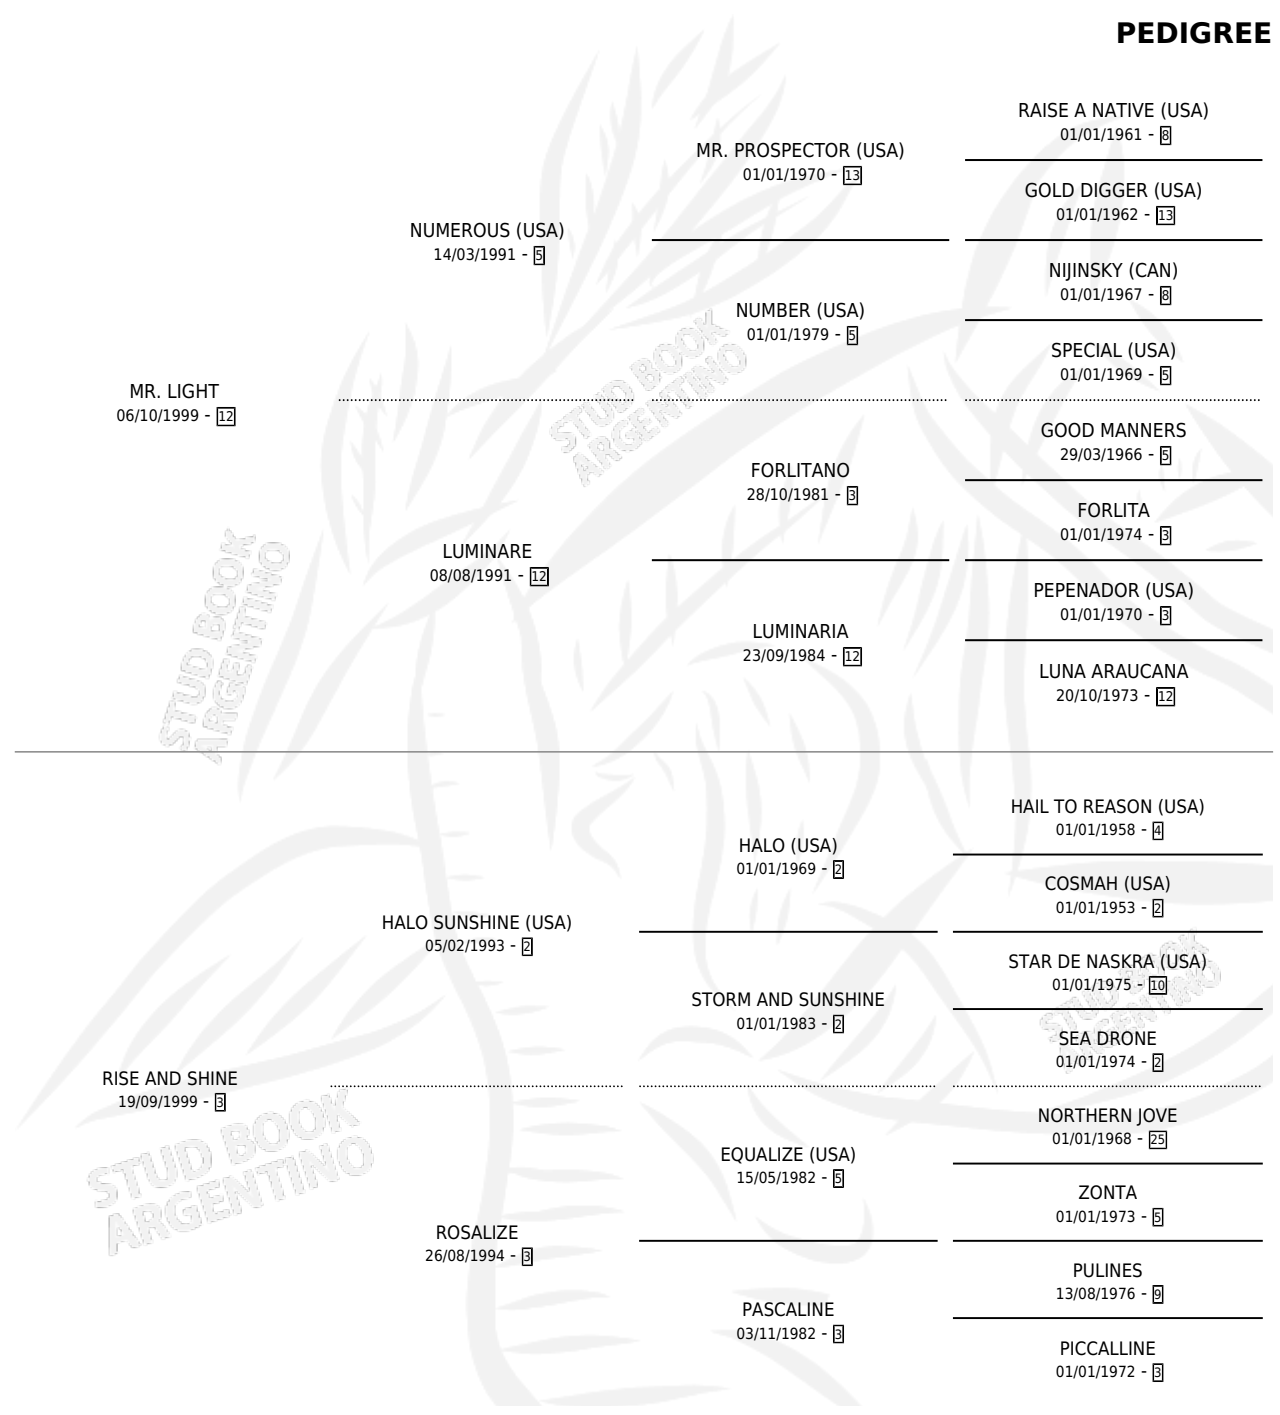 PEDIGREE
RAISE A NATIVE (USA)
01/01/1961 - 8
MR. PROSPECTOR (USA)
01/01/1970 - 13
GOLD DIGGER (USA)
01/01/1962 - 13
NUMEROUS (USA)
14/03/1991 - 5
NIJINSKY (CAN)
01/01/1967 - 8
NUMBER (USA)
01/01/1979 - 5
SPECIAL (USA)
01/01/1969 - 5
MR. LIGHT
06/10/1999 - 12
GOOD MANNERS
29/03/1966 - 5
FORLITANO
28/10/1981 - 3
FORLITA
01/01/1974 - 3
LUMINARE
08/08/1991 - 12
PEPENADOR (USA)
01/01/1970 - 3
LUMINARIA
23/09/1984 - 12
LUNA ARAUCANA
20/10/1973 - 12
HAIL TO REASON (USA)
01/01/1958 - 4
HALO (USA)
01/01/1969 - 2
COSMAH (USA)
01/01/1953 - 2
HALO SUNSHINE (USA)
05/02/1993 - 2
STAR DE NASKRA (USA)
01/01/1975 - 10
STORM AND SUNSHINE
01/01/1983 - 2
SEA DRONE
01/01/1974 - 2
RISE AND SHINE
19/09/1999 - 3
NORTHERN JOVE
01/01/1968 - 25
EQUALIZE (USA)
15/05/1982 - 5
ZONTA
01/01/1973 - 5
ROSALIZE
26/08/1994 - 3
PULINES
13/08/1976 - 9
PASCALINE
03/11/1982 - 3
PICCALLINE
01/01/1972 - 3
STUD BOOK
ARGENTINO
STUD BOOK
ARGENTINO
STUD BOOK
ARGENTINO
STUD BOOK
ARGENTINO